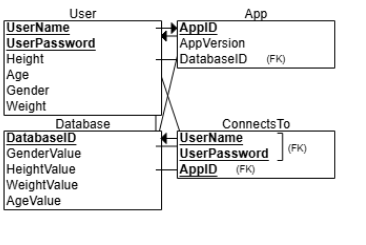 User
UserName
UserPassword
Height
Age
Gender
Weight
App
AppID
AppVersion
DatabaseID (FK)
Database
DatabaseID
GenderValue
HeightValue
WeightValue
AgeValue
ConnectsTo
UserName
UserPassword (FK)
AppID (FK)